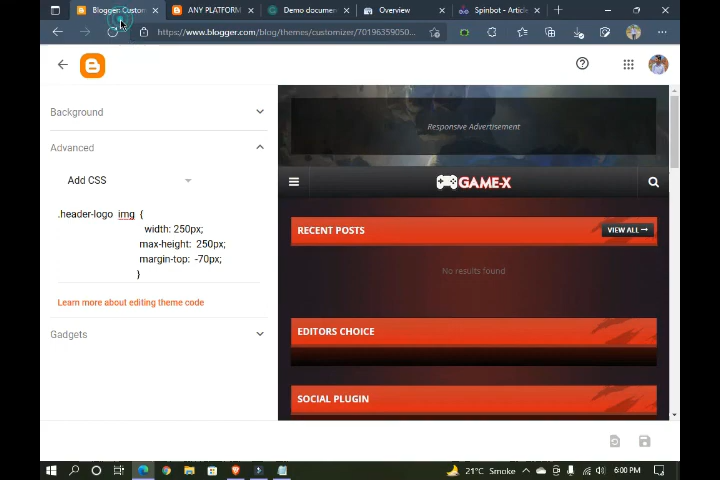 Blogger: Custom
ANY PLATFORM
Demo documen
Overview
Spinbot - Article
https://www.blogger.com/blog/themes/customizer/70196359050...
Background
Advanced
Add CSS
.header-logo img {
width: 250px;
max-height: 250px;
margin-top: -70px;
}
Learn more about editing theme code
Gadgets
Responsive Advertisement
GAME-X
RECENT POSTS
VIEW ALL →
No results found
EDITORS CHOICE
SOCIAL PLUGIN
21°C Smoke
6:00 PM